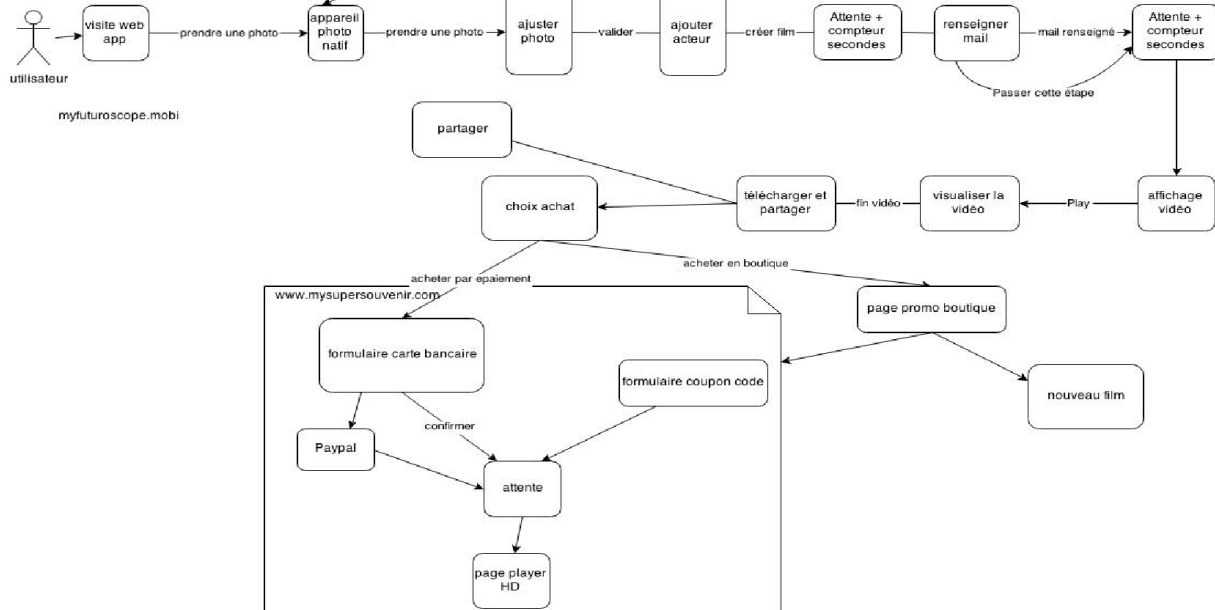 visite web
app
prendre une photo
appareil
photo
natif
prendre une photo
ajuster
photo
valider
ajouter
acteur
créer film
Attente +
compteur
secondes
renseigner
mail
mail renseigné
Attente +
compteur
secondes
Passer cette étape
utilisateur
myfuturoscope.mobi
partager
choix achat
télécharger et
partager
fin vidéo
visualiser la
vidéo
Play
affichage
vidéo
acheter par epaiement
acheter en boutique
www.mysupersouvenir.com
page promo boutique
formulaire carte bancaire
formulaire coupon code
nouveau film
confirmer
Paypal
attente
page player
HD